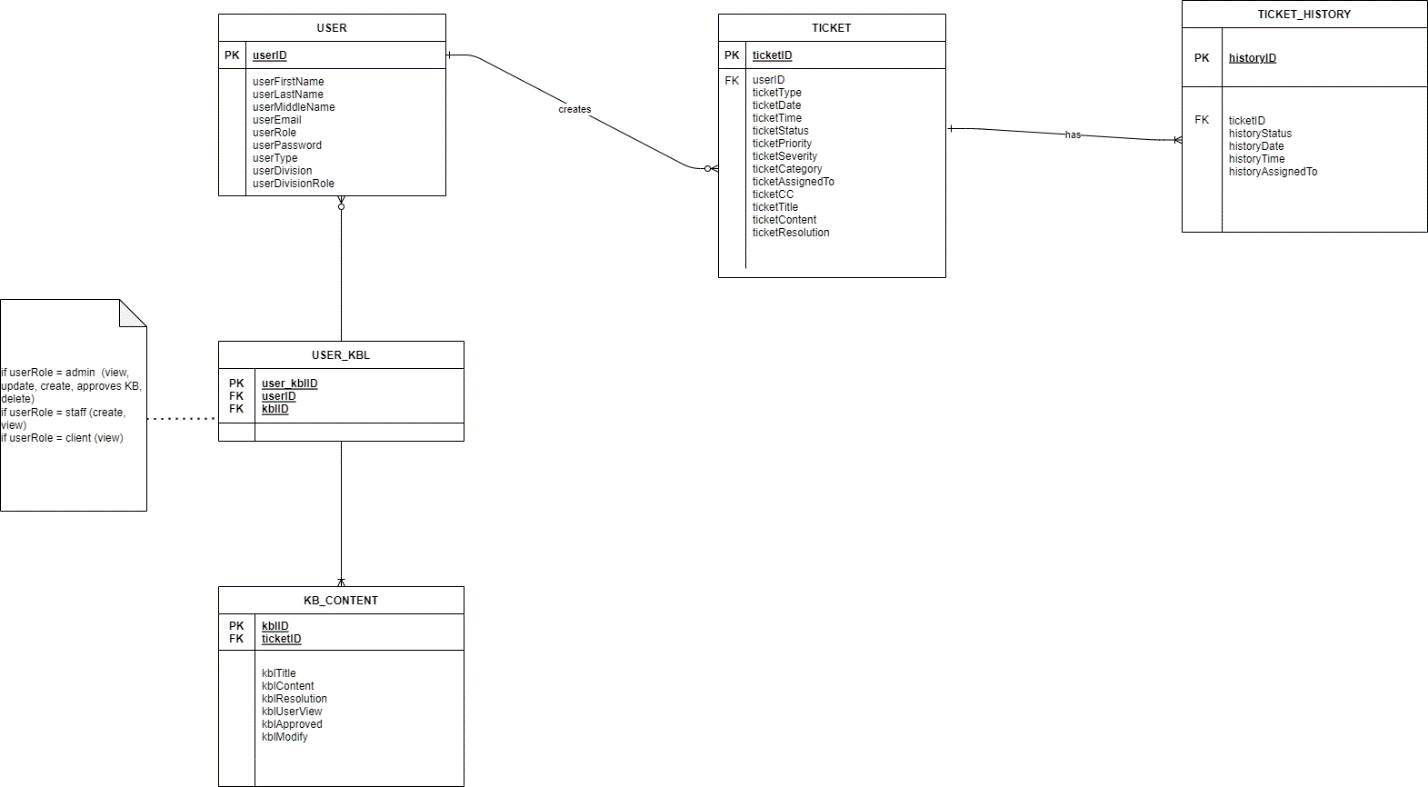 USER
PK userID
userFirstName
userLastName
userMiddleName
userEmail
userRole
userPassword
userType
userDivision
userDivisionRole
creates
TICKET
PK ticketID
FK userID
ticketType
ticketDate
ticketTime
ticketStatus
ticketPriority
ticketSeverity
ticketCategory
ticketAssignedTo
ticketCC
ticketTitle
ticketContent
ticketResolution
has
TICKET_HISTORY
PK historyID
FK ticketID
historyStatus
historyDate
historyTime
historyAssignedTo
if userRole = admin (view,
update, create, approves KB,
delete)
if userRole = staff (create,
view)
if userRole = client (view)
USER_KBL
PK user_kblID
FK userID
FK kblID
KB_CONTENT
PK kblID
FK ticketID
kblTitle
kblContent
kblResolution
kblUserView
kblApproved
kblModify